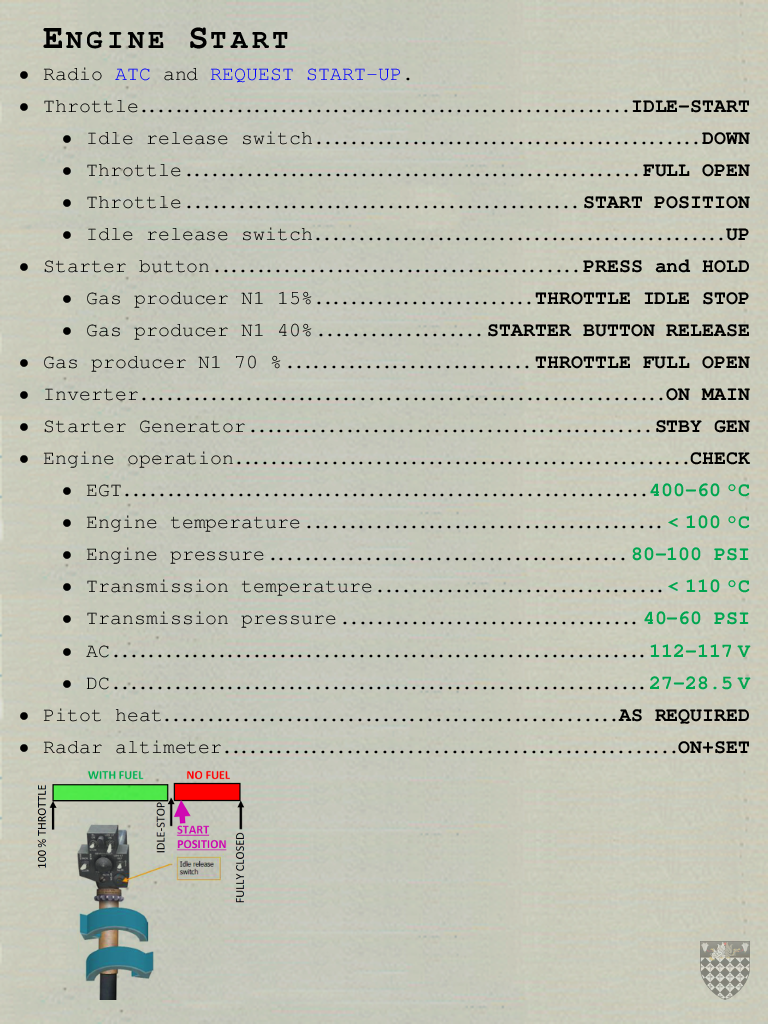 ENGINE START
● Radio ATC and REQUEST START-UP.
● Throttle........................................................IDLE-START
● Idle release switch............................................DOWN
● Throttle....................................................FULL OPEN
● Throttle.............................................START POSITION
● Idle release switch...............................................UP
● Starter button..........................................PRESS and HOLD
● Gas producer N1 15%.........................THROTTLE IDLE STOP
● Gas producer N1 40%...................STARTER BUTTON RELEASE
● Gas producer N1 70 %............................THROTTLE FULL OPEN
● Inverter............................................................ON MAIN
● Starter Generator..............................................STBY GEN
● Engine operation....................................................CHECK
● EGT............................................................400-60 °C
● Engine temperature.........................................< 100 °C
● Engine pressure.........................................80-100 PSI
● Transmission temperature.................................< 110 °C
● Transmission pressure..................................40-60 PSI
● AC.............................................................112-117 V
● DC.............................................................27-28.5 V
● Pitot heat....................................................AS REQUIRED
● Radar altimeter....................................................ON+SET
WITH FUEL NO FUEL
100 % THROTTLE
IDLE-STOP
START
POSITION
FULLY CLOSED
Idle release
switch